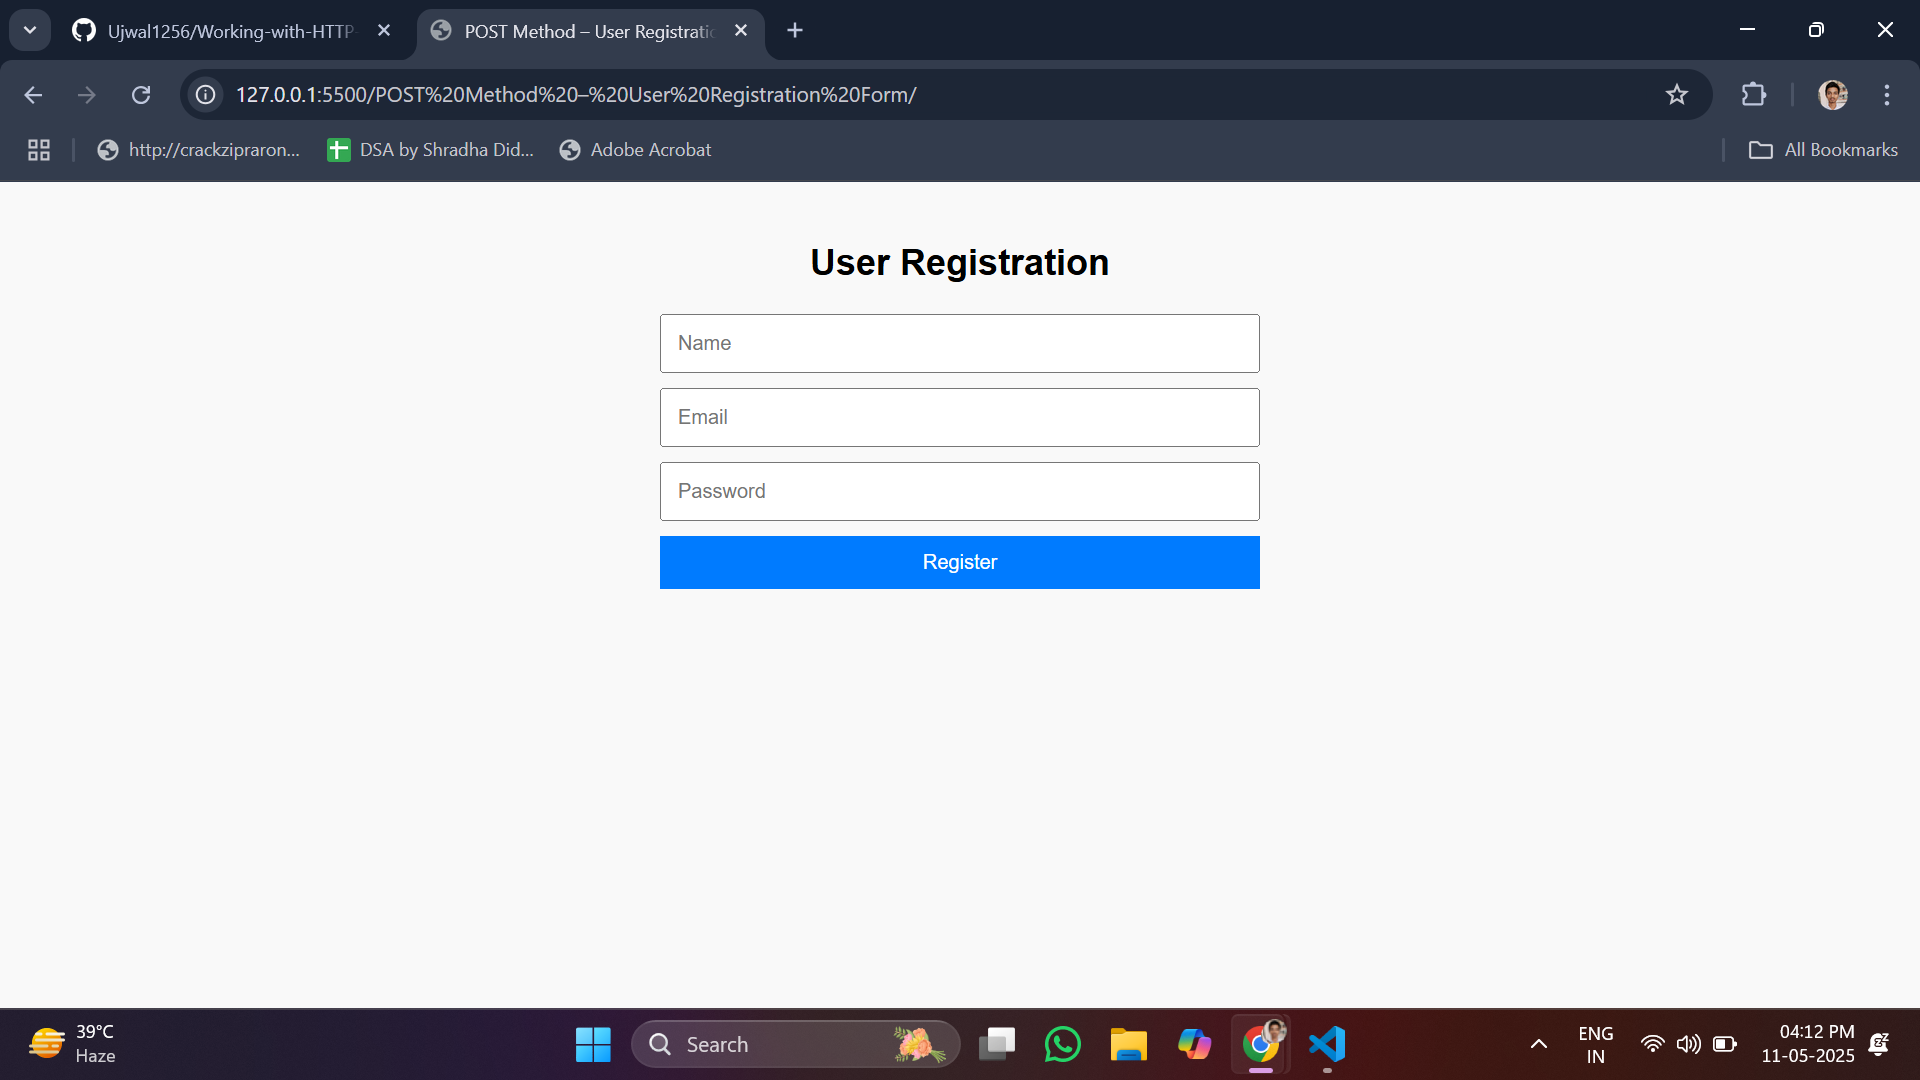 Ujwal1256/Working-with-HTTP-
POST Method – User Registratio
127.0.0.1:5500/POST%20Method%20–%20User%20Registration%20Form/
http://crackzipraron...
DSA by Shradha Did...
Adobe Acrobat
All Bookmarks
User Registration
Name
Email
Password
Register
39°C
Haze
Search
ENG
IN
04:12 PM
11-05-2025